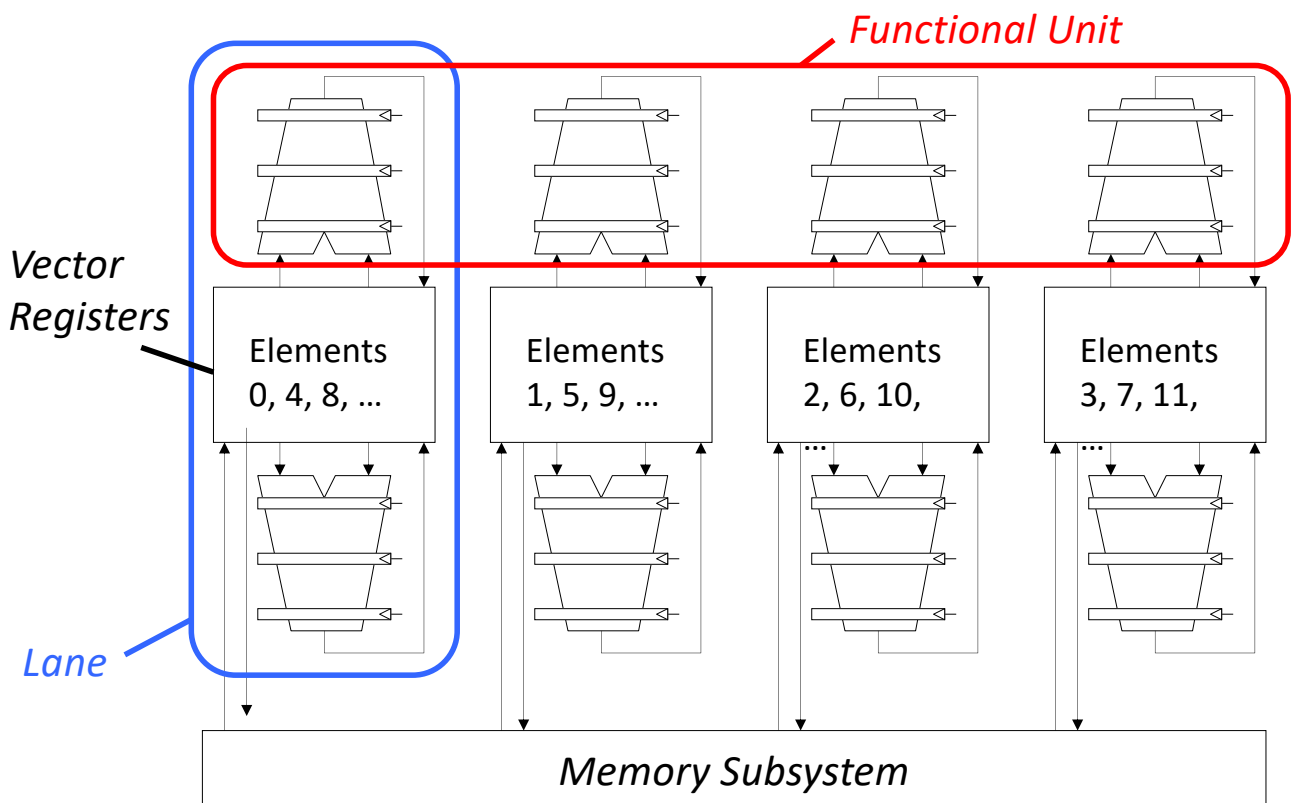 Functional Unit
Vector
Registers
Elements
0, 4, 8, …
Elements
1, 5, 9, …
Elements
2, 6, 10,
…
Elements
3, 7, 11,
…
Lane
Memory Subsystem